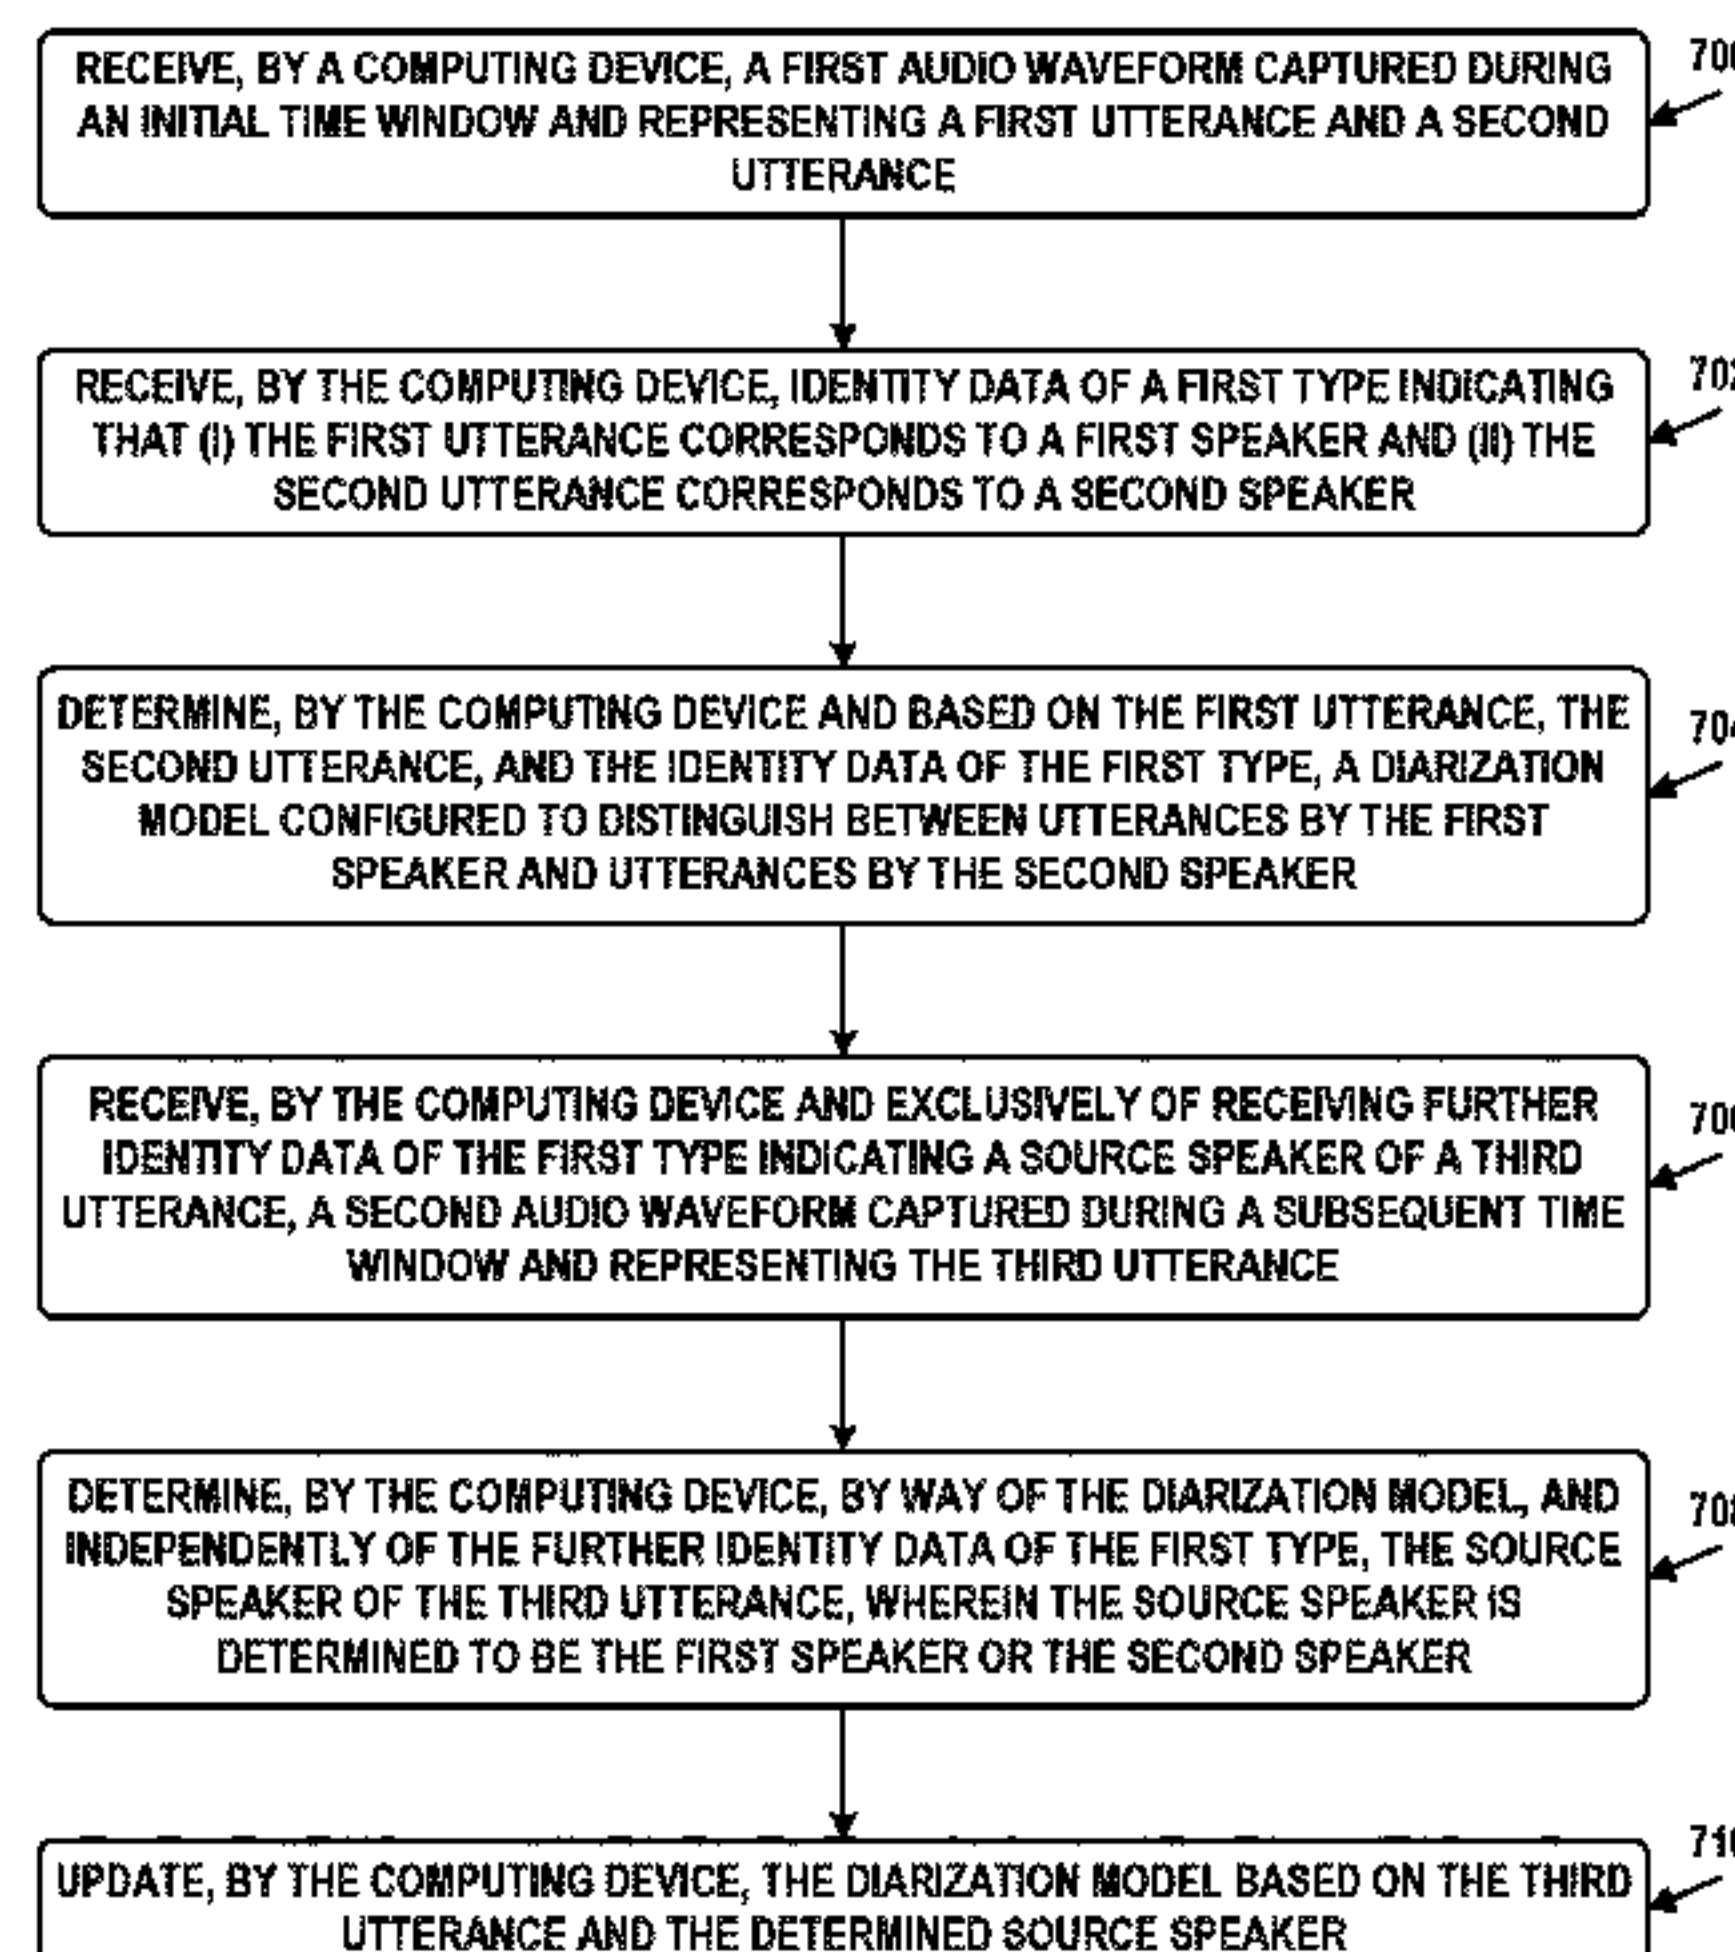 RECEIVE, BY A COMPUTING DEVICE, A FIRST AUDIO WAVEFORM CAPTURED DURING
AN INITIAL TIME WINDOW AND REPRESENTING A FIRST UTTERANCE AND A SECOND
UTTERANCE
RECEIVE, BY THE COMPUTING DEVICE, IDENTITY DATA OF A FIRST TYPE INDICATING
THAT (I) THE FIRST UTTERANCE CORRESPONDS TO A FIRST SPEAKER AND (II) THE
SECOND UTTERANCE CORRESPONDS TO A SECOND SPEAKER
DETERMINE, BY THE COMPUTING DEVICE AND BASED ON THE FIRST UTTERANCE, THE
SECOND UTTERANCE, AND THE IDENTITY DATA OF THE FIRST TYPE, A DIARIZATION
MODEL CONFIGURED TO DISTINGUISH BETWEEN UTTERANCES BY THE FIRST
SPEAKER AND UTTERANCES BY THE SECOND SPEAKER
RECEIVE, BY THE COMPUTING DEVICE AND EXCLUSIVELY OF RECEIVING FURTHER
IDENTITY DATA OF THE FIRST TYPE INDICATING A SOURCE SPEAKER OF A THIRD
UTTERANCE, A SECOND AUDIO WAVEFORM CAPTURED DURING A SUBSEQUENT TIME
WINDOW AND REPRESENTING THE THIRD UTTERANCE
DETERMINE, BY THE COMPUTING DEVICE, BY WAY OF THE DIARIZATION MODEL, AND
INDEPENDENTLY OF THE FURTHER IDENTITY DATA OF THE FIRST TYPE, THE SOURCE
SPEAKER OF THE THIRD UTTERANCE, WHEREIN THE SOURCE SPEAKER IS
DETERMINED TO BE THE FIRST SPEAKER OR THE SECOND SPEAKER
UPDATE, BY THE COMPUTING DEVICE, THE DIARIZATION MODEL BASED ON THE THIRD
UTTERANCE AND THE DETERMINED SOURCE SPEAKER